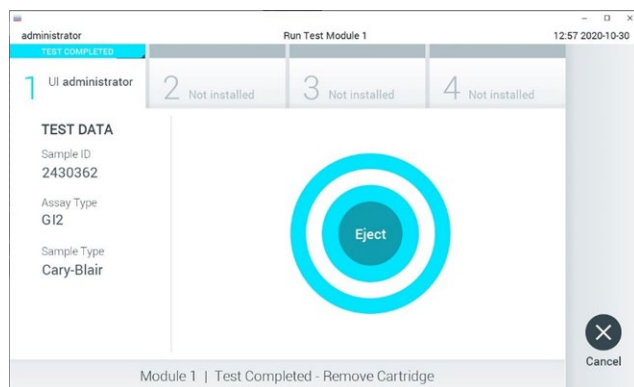 administrator Run Test Module 1 12:57 2020-10-30
TEST COMPLETED
1 UI administrator 2 Not installed 3 Not installed 4 Not installed
TEST DATA
Sample ID
2430362
Assay Type
GI2
Sample Type
Cary-Blair
Eject
Cancel
Module 1 | Test Completed - Remove Cartridge